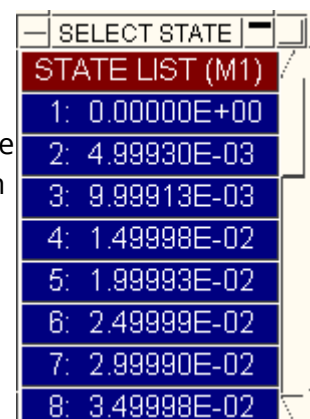 SELECT STATE
STATE LIST (M1)
1: 0.00000E+00
e
2: 4.99930E-03
n
3: 9.99913E-03
4: 1.49998E-02
5: 1.99993E-02
6: 2.49999E-02
7: 2.99990E-02
8: 3.49998E-02